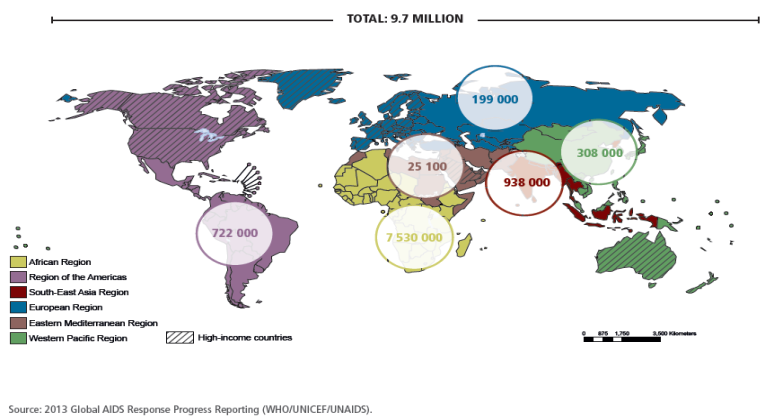 TOTAL: 9.7 MILLION
199 000
308 000
25 100
938 000
722 000
7 530 000
African Region
Region of the Americas
South-East Asia Region
European Region
Eastern Mediterranean Region
Western Pacific Region
High-income countries
0 875 1,750 3,500 Kilometers
Source: 2013 Global AIDS Response Progress Reporting (WHO/UNICEF/UNAIDS).